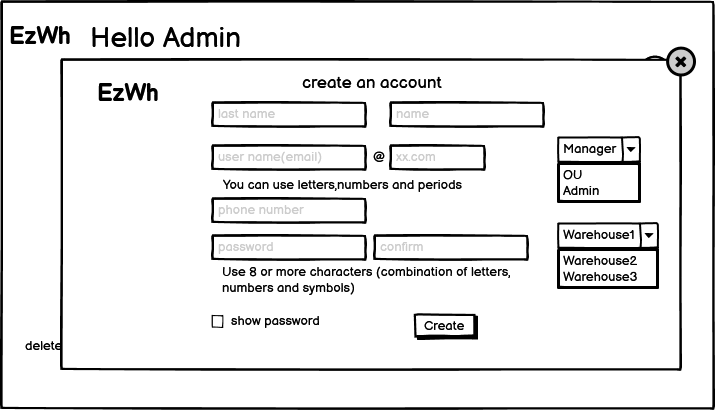 EzWh Hello Admin
EzWh
create an account
last name
name
user name(email)
@
xx.com
You can use letters,numbers and periods
phone number
password
confirm
Use 8 or more characters (combination of letters,
numbers and symbols)
show password
Create
Manager
OU
Admin
Warehouse1
Warehouse2
Warehouse3
delete